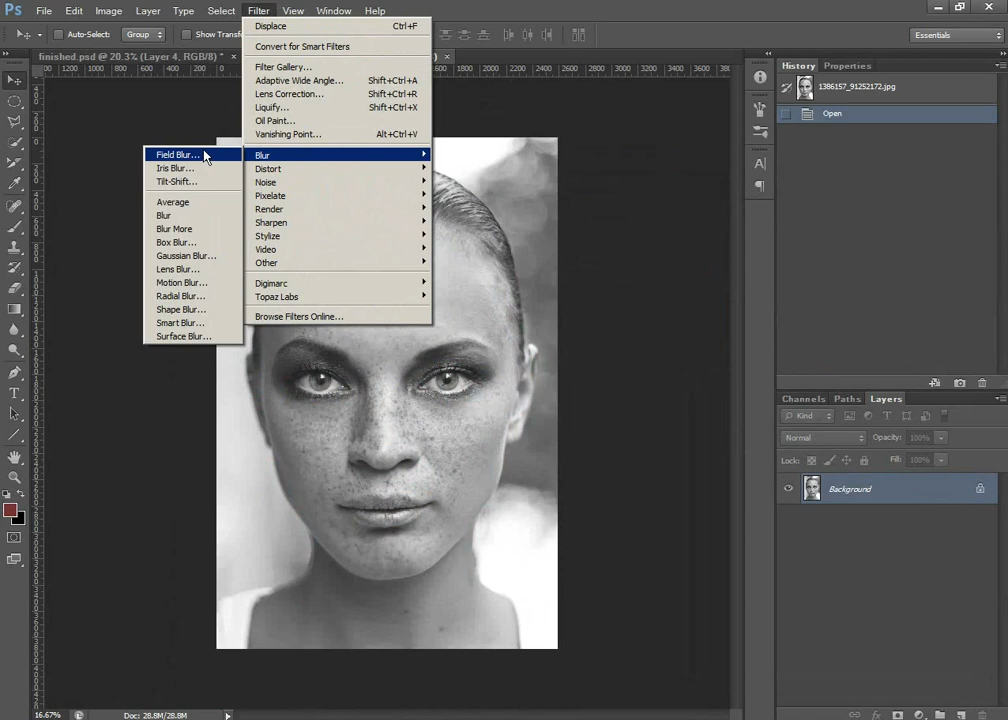 Ps File Edit Image Layer Type Select Filter View Window Help
Auto-Select: Group Show Transf Essentials
finished.psd @ 20.3% (Layer 4, RGB/8) * × ) ×
Displace Ctrl+F
Convert for Smart Filters
Filter Gallery...
Adaptive Wide Angle... Shift+Ctrl+A
Lens Correction... Shift+Ctrl+R
Liquify... Shift+Ctrl+X
Oil Paint...
Vanishing Point... Alt+Ctrl+V
Blur
Distort
Noise
Pixelate
Render
Sharpen
Stylize
Video
Other
Digimarc
Topaz Labs
Browse Filters Online...
Field Blur...
Iris Blur...
Tilt-Shift...
Average
Blur
Blur More
Box Blur...
Gaussian Blur...
Lens Blur...
Motion Blur...
Radial Blur...
Shape Blur...
Smart Blur...
Surface Blur...
History Properties
1386157_91252172.jpg
Open
Channels Paths Layers
Kind
Normal Opacity: 100%
Lock: Fill: 100%
Background
16.67% Doc: 28.8M/28.8M